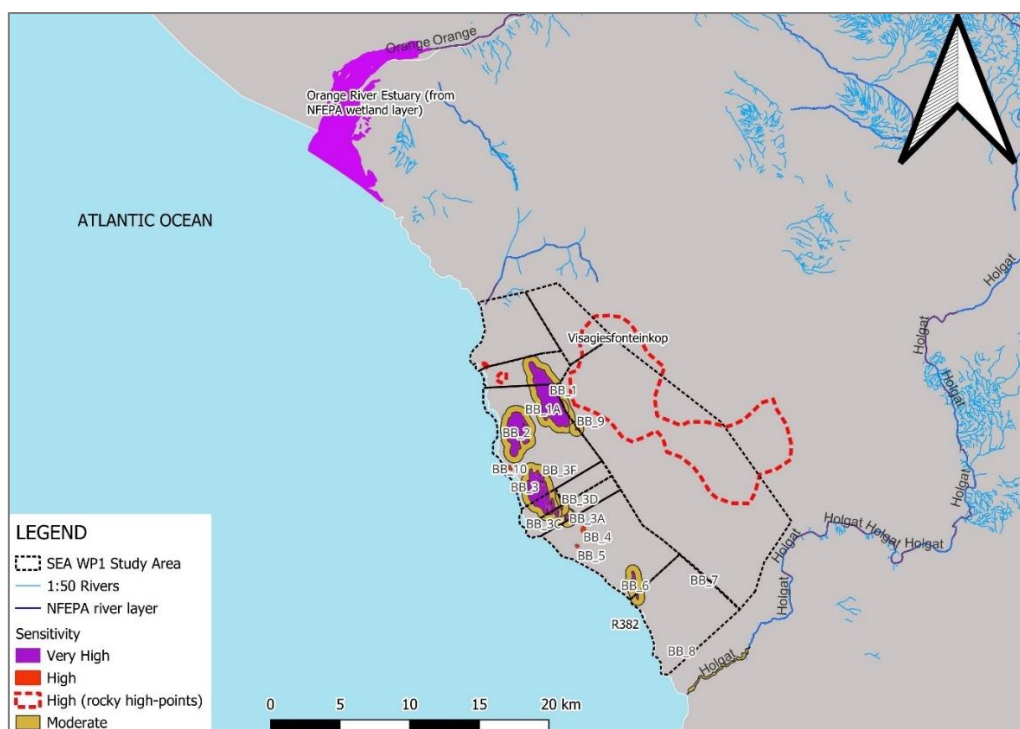 Orange Orange
Orange River Estuary (from
NFEPA wetland layer)
ATLANTIC OCEAN
Holgat
Holgat
Visagiesfonteinkop
Holgat
BB_1
BB_1A
BB_9
BB_2
BB_10
BB_3F
BB_3
BB_3D
BB_3C
BB_3A
BB_4
BB_5
BB_6
BB_7
R382
BB_8
Holgat
Holgat
Holgat
Holgat
Holgat Holgat
Holgat
LEGEND
SEA WP1 Study Area
1:50 Rivers
NFEPA river layer
Sensitivity
Very High
High
High (rocky high-points)
Moderate
0 5 10 15 20 km